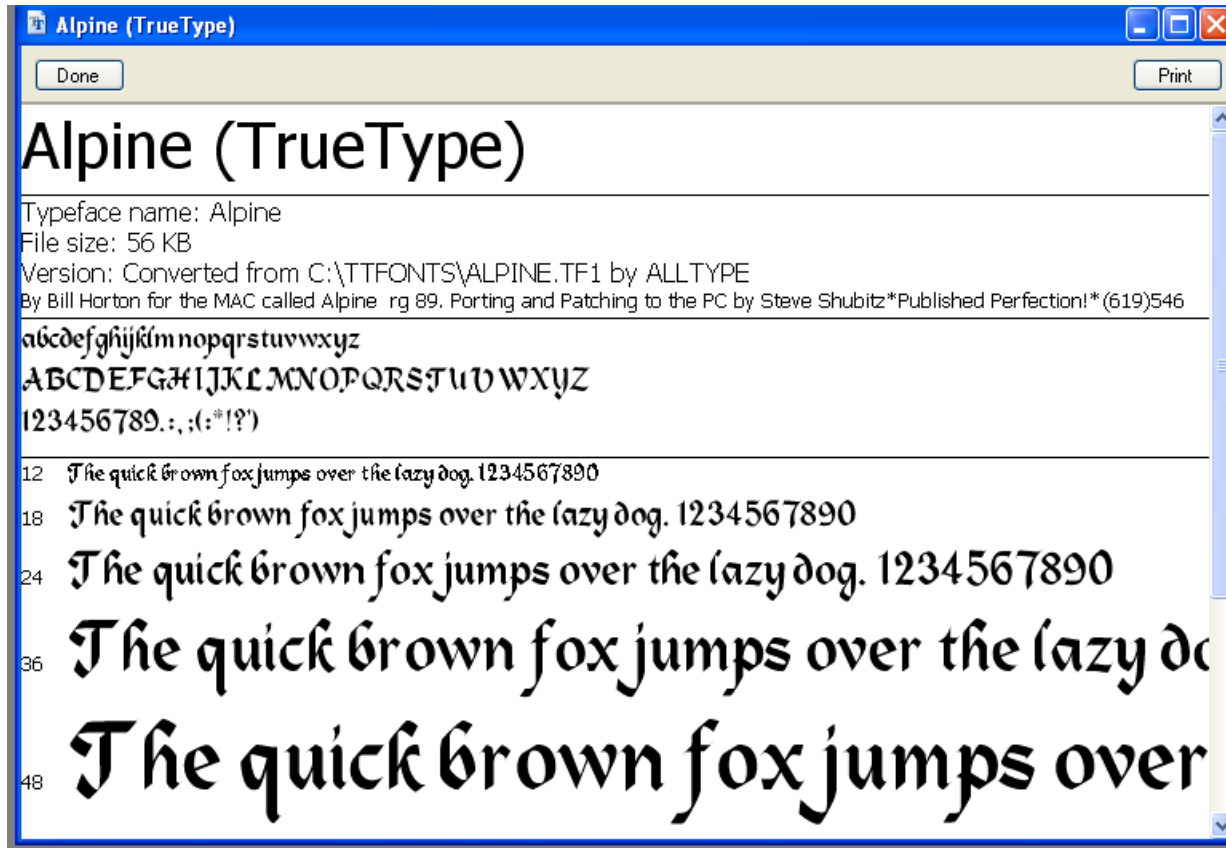 Alpine (TrueType)
Done
Print
Alpine (TrueType)
Typeface name: Alpine
File size: 56 KB
Version: Converted from C:\TTFONTS\ALPINE.TF1 by ALLTYPE
By Bill Horton for the MAC called Alpine  rg 89. Porting and Patching to the PC by Steve Shubitz*Published Perfection!*(619)546
abcdefghijklmnopqrstuvwxyz
ABCDEFGHIJKLMNOPQRSTUVWXYZ
123456789.:,;(:*!?')
12 The quick brown fox jumps over the lazy dog. 1234567890
18 The quick brown fox jumps over the lazy dog. 1234567890
24 The quick brown fox jumps over the lazy dog. 1234567890
36 The quick brown fox jumps over the lazy do
48 The quick brown fox jumps over